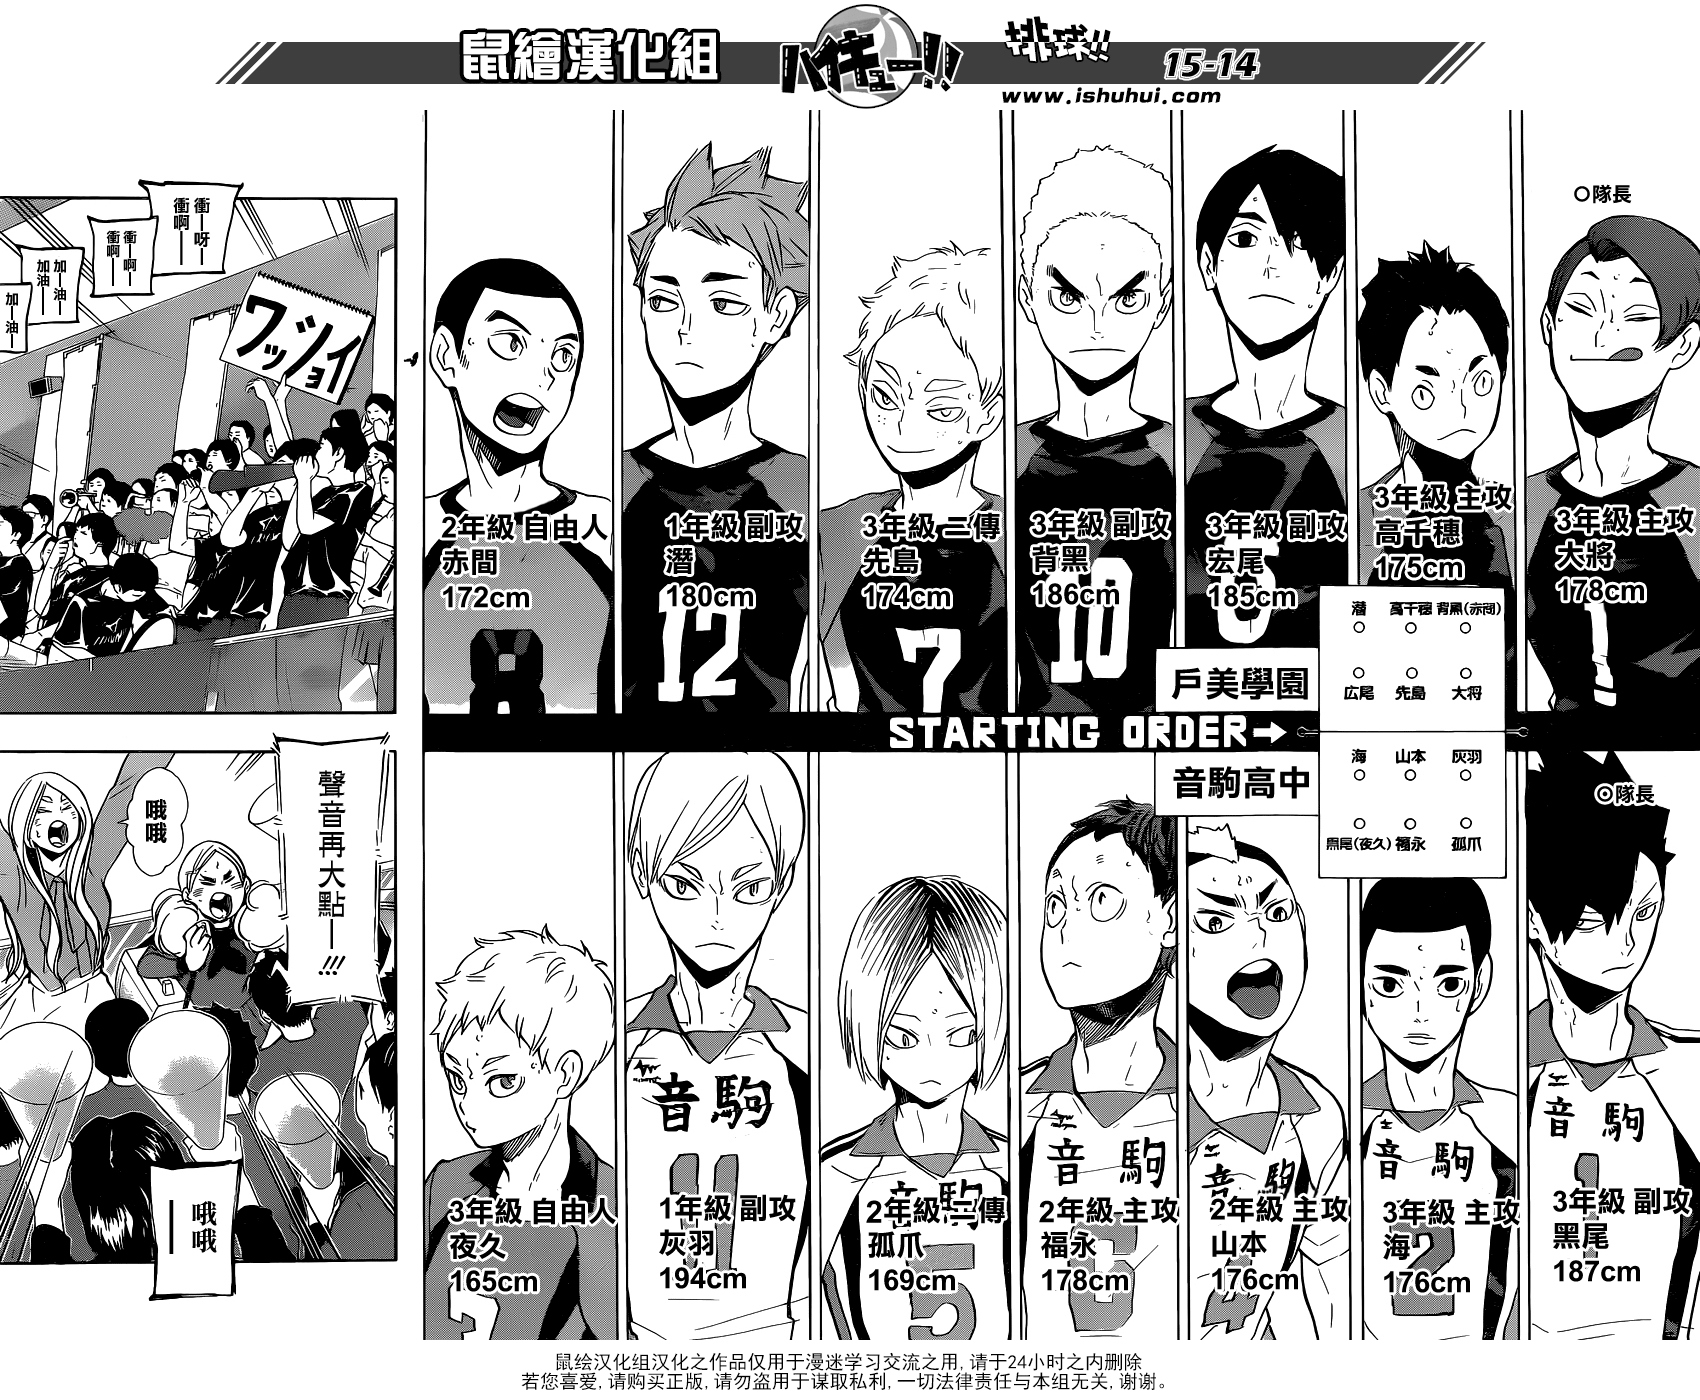 鼠繪漢化組
ハイキュー!!
排球!!
15-14
www.ishuhui.com
衝—呀—
衝啊——
衝—啊—
衝啊——
加—油—
加油——
加—油—
ワッショイ
聲音再大點—!!!
哦哦
——哦哦
2年級 自由人
赤間
172cm
1年級 副攻
潛
180cm
12
3年級 二傳
先島
174cm
7
3年級 副攻
背黑
186cm
10
3年級 副攻
宏尾
185cm
3年級 主攻
高千穗
175cm
○隊長
3年級 主攻
大將
178cm
1
戶美學園
潛 高千穗 背黑(赤間)
広尾 先島 大将
STARTING ORDER→
音駒高中
海 山本 灰羽
黒尾(夜久) 福永 孤爪
3年級 自由人
夜久
165cm
3
音駒
11
1年級 副攻
灰羽
194cm
音駒
2年級 二傳
孤爪
169cm
5
音駒
2年級 主攻
福永
178cm
6
音駒
2年級 主攻
山本
176cm
4
音駒
3年級 主攻
海
176cm
2
◎隊長
音駒
1
3年級 副攻
黑尾
187cm
鼠绘汉化组汉化之作品仅用于漫迷学习交流之用,请于24小时之内删除
若您喜爱,请购买正版,请勿盗用于谋取私利,一切法律责任与本组无关,谢谢。